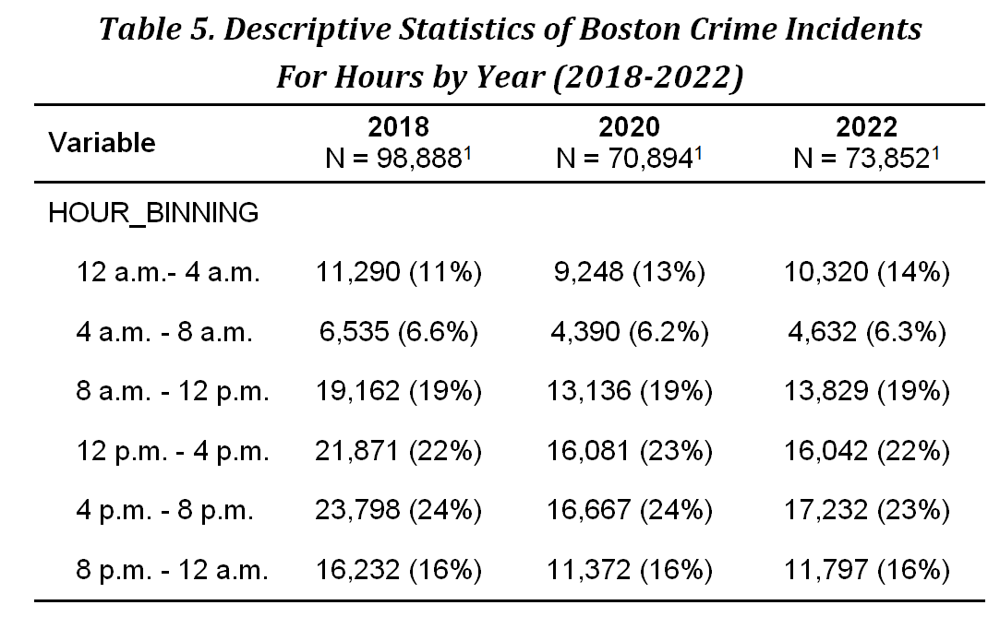 Table 5. Descriptive Statistics of Boston Crime Incidents
For Hours by Year (2018-2022)
Variable 2018 2020 2022
N = 98,888¹ N = 70,894¹ N = 73,852¹
HOUR_BINNING
12 a.m.- 4 a.m. 11,290 (11%) 9,248 (13%) 10,320 (14%)
4 a.m. - 8 a.m. 6,535 (6.6%) 4,390 (6.2%) 4,632 (6.3%)
8 a.m. - 12 p.m. 19,162 (19%) 13,136 (19%) 13,829 (19%)
12 p.m. - 4 p.m. 21,871 (22%) 16,081 (23%) 16,042 (22%)
4 p.m. - 8 p.m. 23,798 (24%) 16,667 (24%) 17,232 (23%)
8 p.m. - 12 a.m. 16,232 (16%) 11,372 (16%) 11,797 (16%)